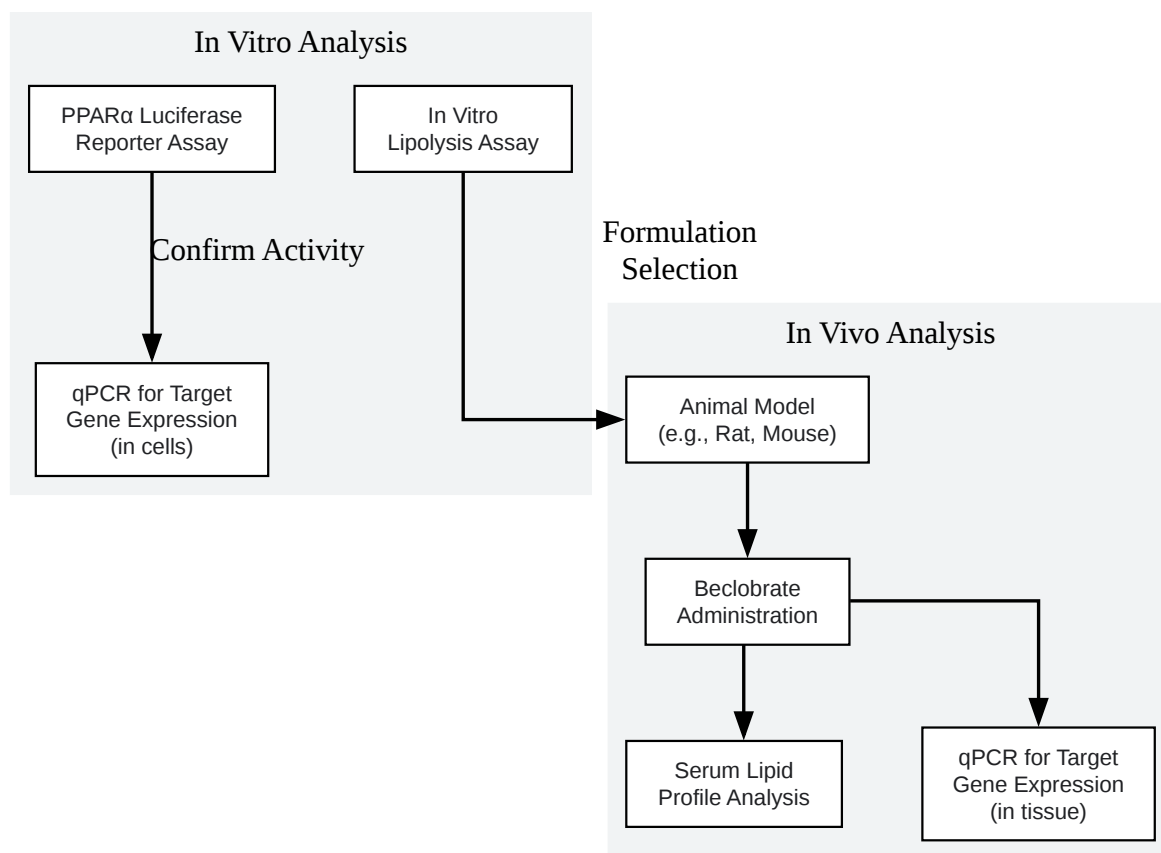 In Vitro Analysis
PPARα Luciferase
Reporter Assay
In Vitro
Lipolysis Assay
Confirm Activity
qPCR for Target
Gene Expression
(in cells)
Formulation
Selection
In Vivo Analysis
Animal Model
(e.g., Rat, Mouse)
Beclobrate
Administration
Serum Lipid
Profile Analysis
qPCR for Target
Gene Expression
(in tissue)